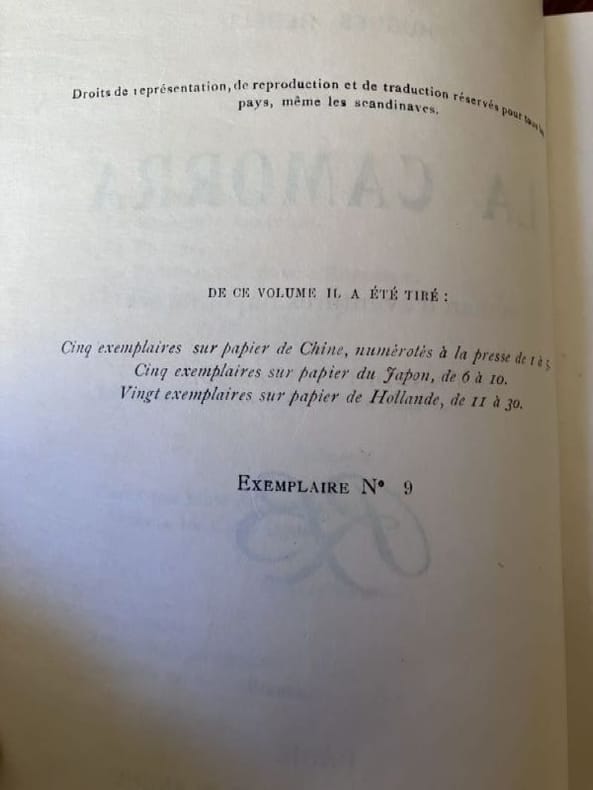 Droits de représentation, de reproduction et de traduction réservés pour tous les
pays, même les scandinaves.
LA CAMORRA
DE CE VOLUME IL A ÉTÉ TIRÉ :
Cinq exemplaires sur papier de Chine, numérotés à la presse de 1 à 5
Cinq exemplaires sur papier du Japon, de 6 à 10.
Vingt exemplaires sur papier de Hollande, de 11 à 30.
EXEMPLAIRE N° 9